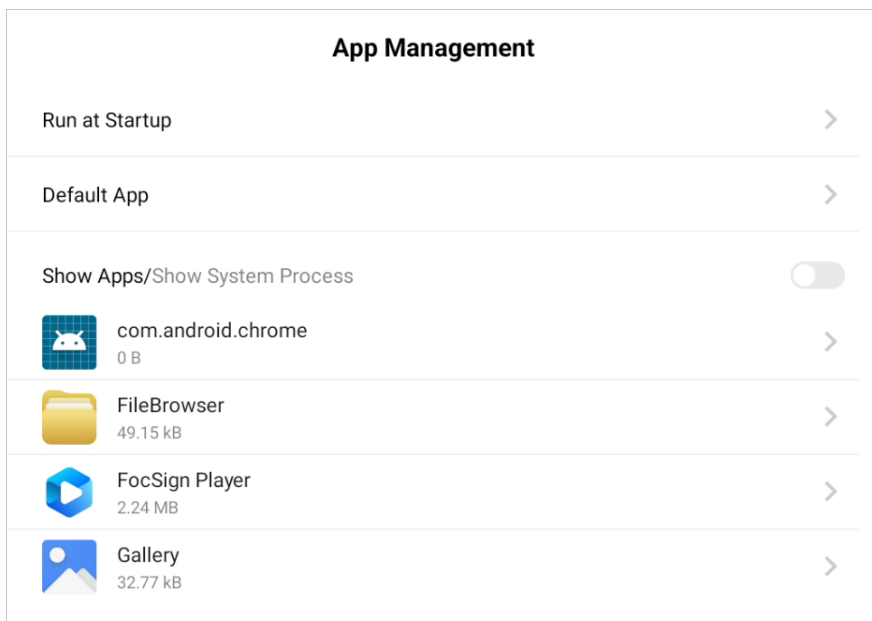 App Management
Run at Startup
Default App
Show Apps/Show System Process
com.android.chrome
0 B
FileBrowser
49.15 kB
FocSign Player
2.24 MB
Gallery
32.77 kB